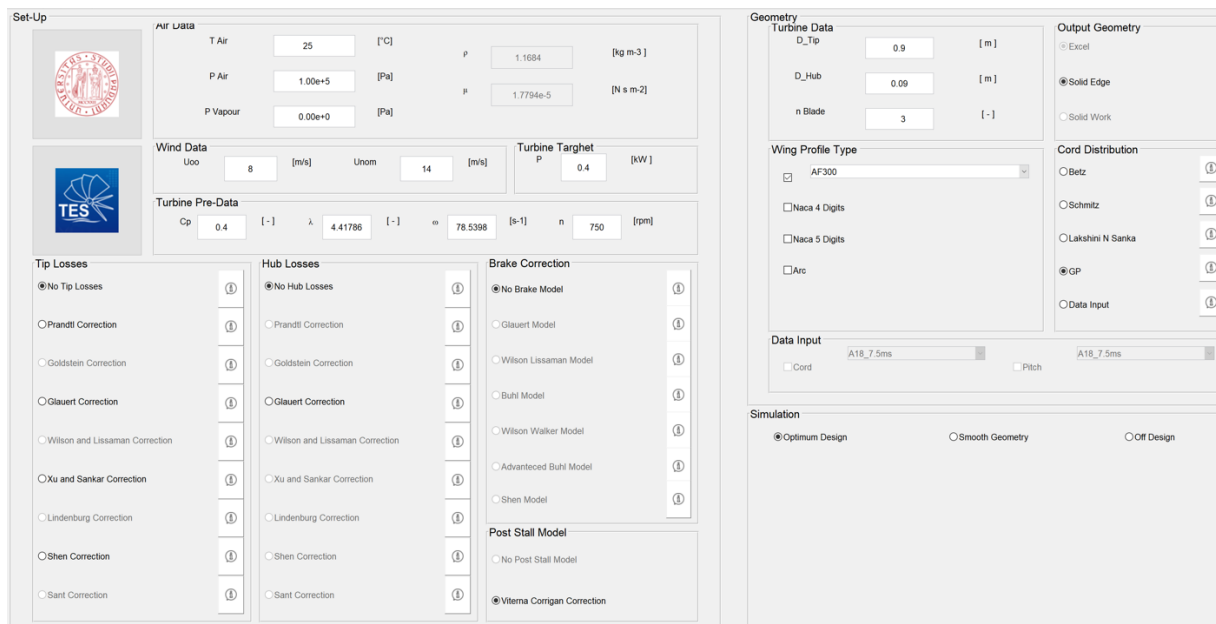 Set-Up
Air Data
T Air 25 [°C] ρ 1.1684 [kg m-3 ]
P Air 1.00e+5 [Pa] μ 1.7794e-5 [N s m-2]
P Vapour 0.00e+0 [Pa]
TES
Wind Data
Uoo 8 [m/s] Unom 14 [m/s]
Turbine Targhet
P 0.4 [kW ]
Turbine Pre-Data
Cp 0.4 [ - ] λ 4.41786 [ - ] ω 78.5398 [s-1] n 750 [rpm]
Tip Losses
No Tip Losses
Prandtl Correction
Goldstein Correction
Glauert Correction
Wilson and Lissaman Correction
Xu and Sankar Correction
Lindenburg Correction
Shen Correction
Sant Correction
Hub Losses
No Hub Losses
Prandtl Correction
Goldstein Correction
Glauert Correction
Wilson and Lissaman Correction
Xu and Sankar Correction
Lindenburg Correction
Shen Correction
Sant Correction
Brake Correction
No Brake Model
Glauert Model
Wilson Lissaman Model
Buhl Model
Wilson Walker Model
Advanteced Buhl Model
Shen Model
Post Stall Model
No Post Stall Model
Viterna Corrigan Correction
Geometry
Turbine Data
D_Tip 0.9 [ m ]
D_Hub 0.09 [ m ]
n Blade 3 [ - ]
Output Geometry
Excel
Solid Edge
Solid Work
Wing Profile Type
AF300
Naca 4 Digits
Naca 5 Digits
Arc
Cord Distribution
Betz
Schmitz
Lakshini N Sanka
GP
Data Input
Data Input
Cord A18_7.5ms Pitch A18_7.5ms
Simulation
Optimum Design Smooth Geometry Off Design